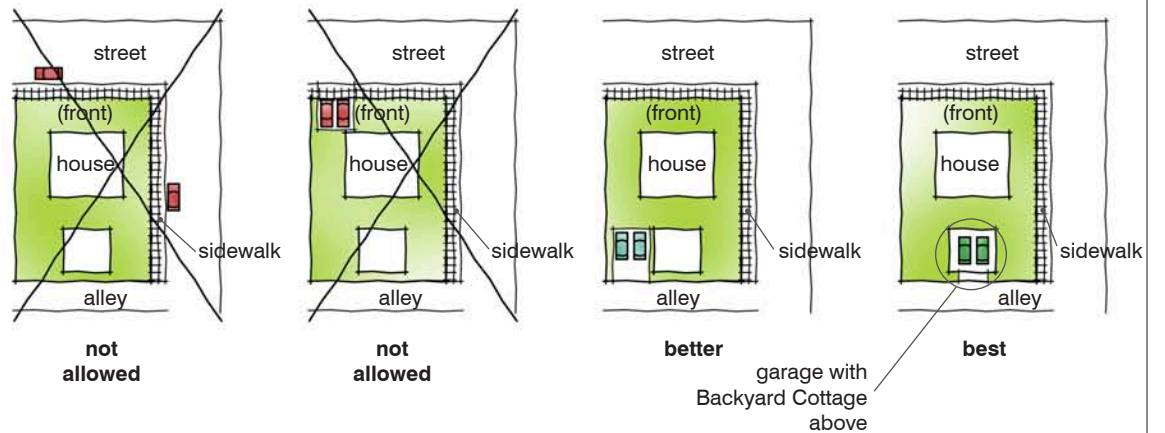 street
(front)
house
sidewalk
alley
not
allowed
street
(front)
house
sidewalk
alley
not
allowed
street
(front)
house
sidewalk
alley
better
street
(front)
house
sidewalk
alley
best
garage with
Backyard Cottage
above